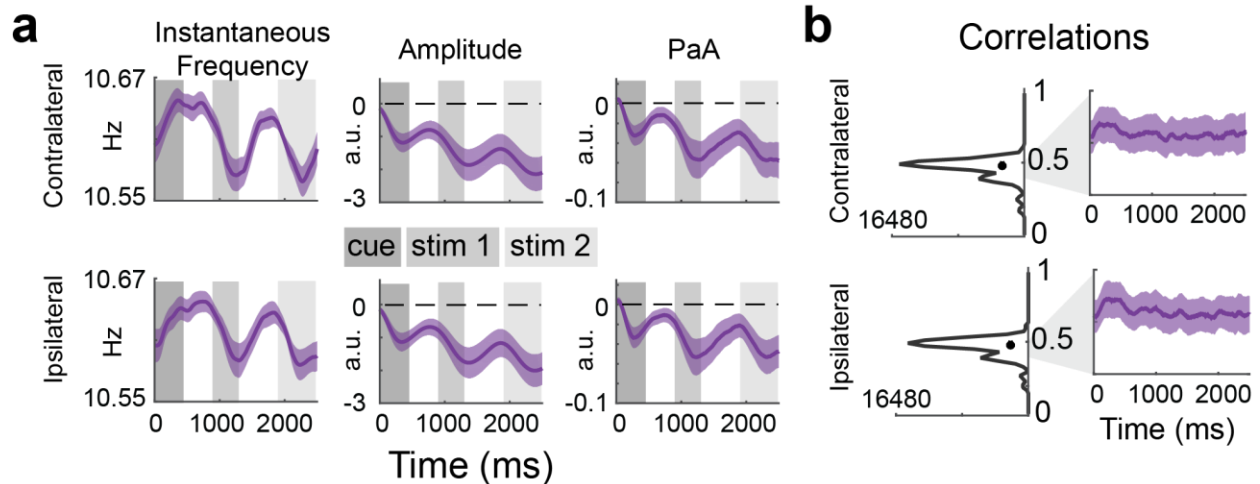 a
Instantaneous
Frequency
Amplitude
PaA
Contralateral
10.67
Hz
10.55
0
a.u.
-3
0
a.u.
-0.1
cue
stim 1
stim 2
Ipsilateral
10.67
Hz
10.55
0
a.u.
-3
0
a.u.
-0.1
0 1000 2000
0 1000 2000
0 1000 2000
Time (ms)
b
Correlations
Contralateral
1
0.5
0
16480
0 1000 2000
Ipsilateral
1
0.5
0
16480
0 1000 2000
Time (ms)